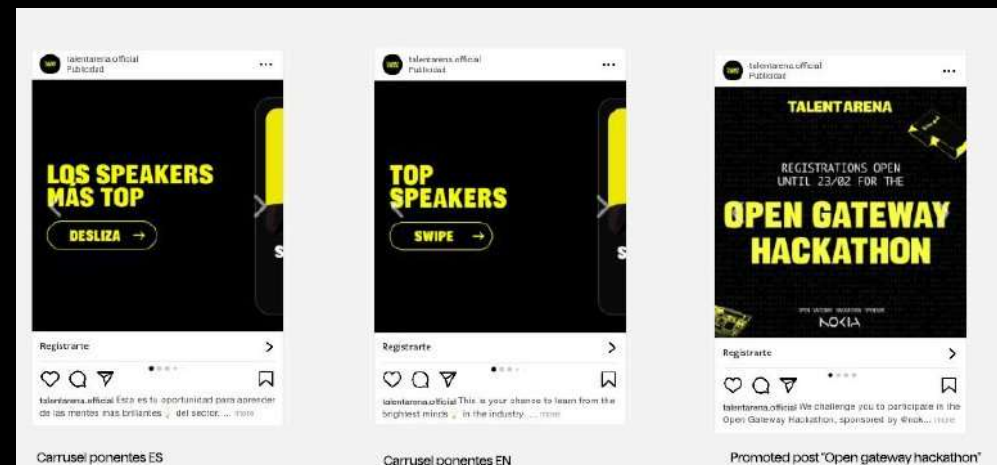 talentarena.official
Publicidad
LOS SPEAKERS
MÁS TOP
DESLIZA →
S
Registrarte
talentarena.official Esta es tu oportunidad para aprender
de las mentes más brillantes del sector. ... more
Carrusel ponentes ES
talentarena.official
Publicidad
TOP
SPEAKERS
SWIPE →
S
Registrarte
talentarena.official This is your chance to learn from the
brightest minds in the industry. ... more
Carrusel ponentes EN
talentarena.official
Publicidad
TALENT ARENA
REGISTRATIONS OPEN
UNTIL 23/02 FOR THE
OPEN GATEWAY
HACKATHON
NOKIA
Registrarte
talentarena.official We challenge you to participate in the
Open Gateway Hackathon, sponsored by @nok... more
Promoted post "Open gateway hackathon"